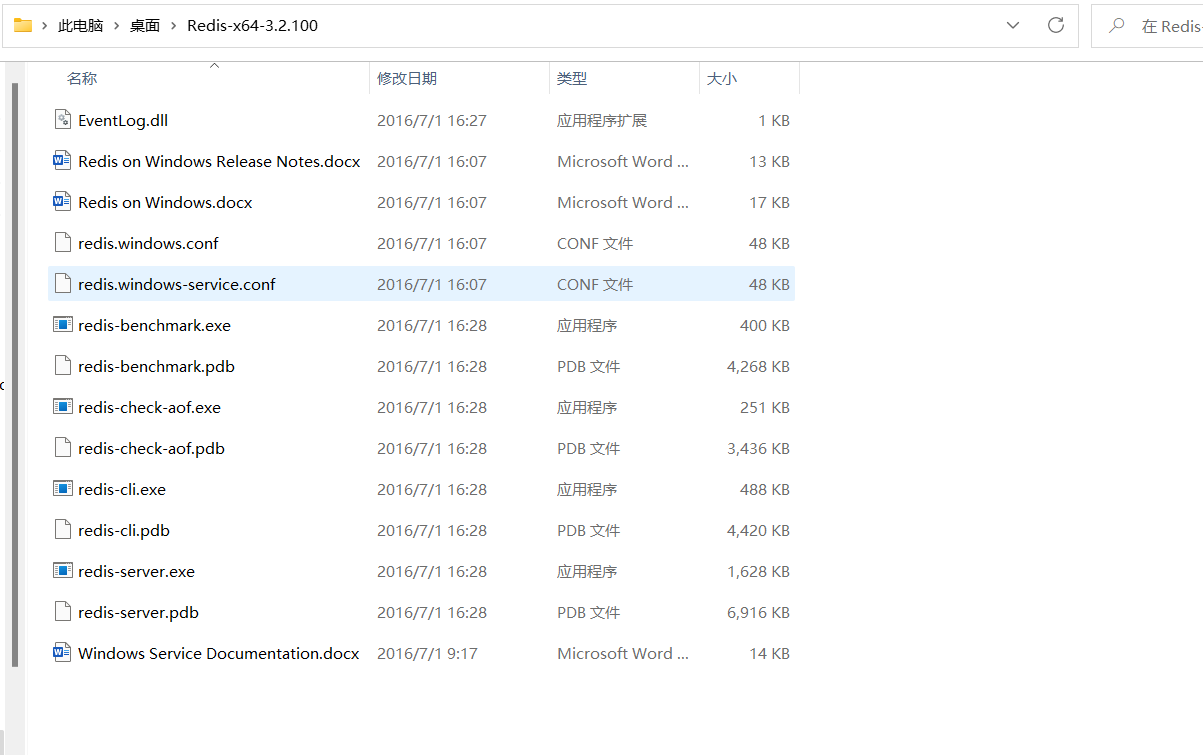 此电脑 › 桌面 › Redis-x64-3.2.100 在 Redis-
名称 修改日期 类型 大小
EventLog.dll 2016/7/1 16:27 应用程序扩展 1 KB
Redis on Windows Release Notes.docx 2016/7/1 16:07 Microsoft Word ... 13 KB
Redis on Windows.docx 2016/7/1 16:07 Microsoft Word ... 17 KB
redis.windows.conf 2016/7/1 16:07 CONF 文件 48 KB
redis.windows-service.conf 2016/7/1 16:07 CONF 文件 48 KB
redis-benchmark.exe 2016/7/1 16:28 应用程序 400 KB
redis-benchmark.pdb 2016/7/1 16:28 PDB 文件 4,268 KB
redis-check-aof.exe 2016/7/1 16:28 应用程序 251 KB
redis-check-aof.pdb 2016/7/1 16:28 PDB 文件 3,436 KB
redis-cli.exe 2016/7/1 16:28 应用程序 488 KB
redis-cli.pdb 2016/7/1 16:28 PDB 文件 4,420 KB
redis-server.exe 2016/7/1 16:28 应用程序 1,628 KB
redis-server.pdb 2016/7/1 16:28 PDB 文件 6,916 KB
Windows Service Documentation.docx 2016/7/1 9:17 Microsoft Word ... 14 KB